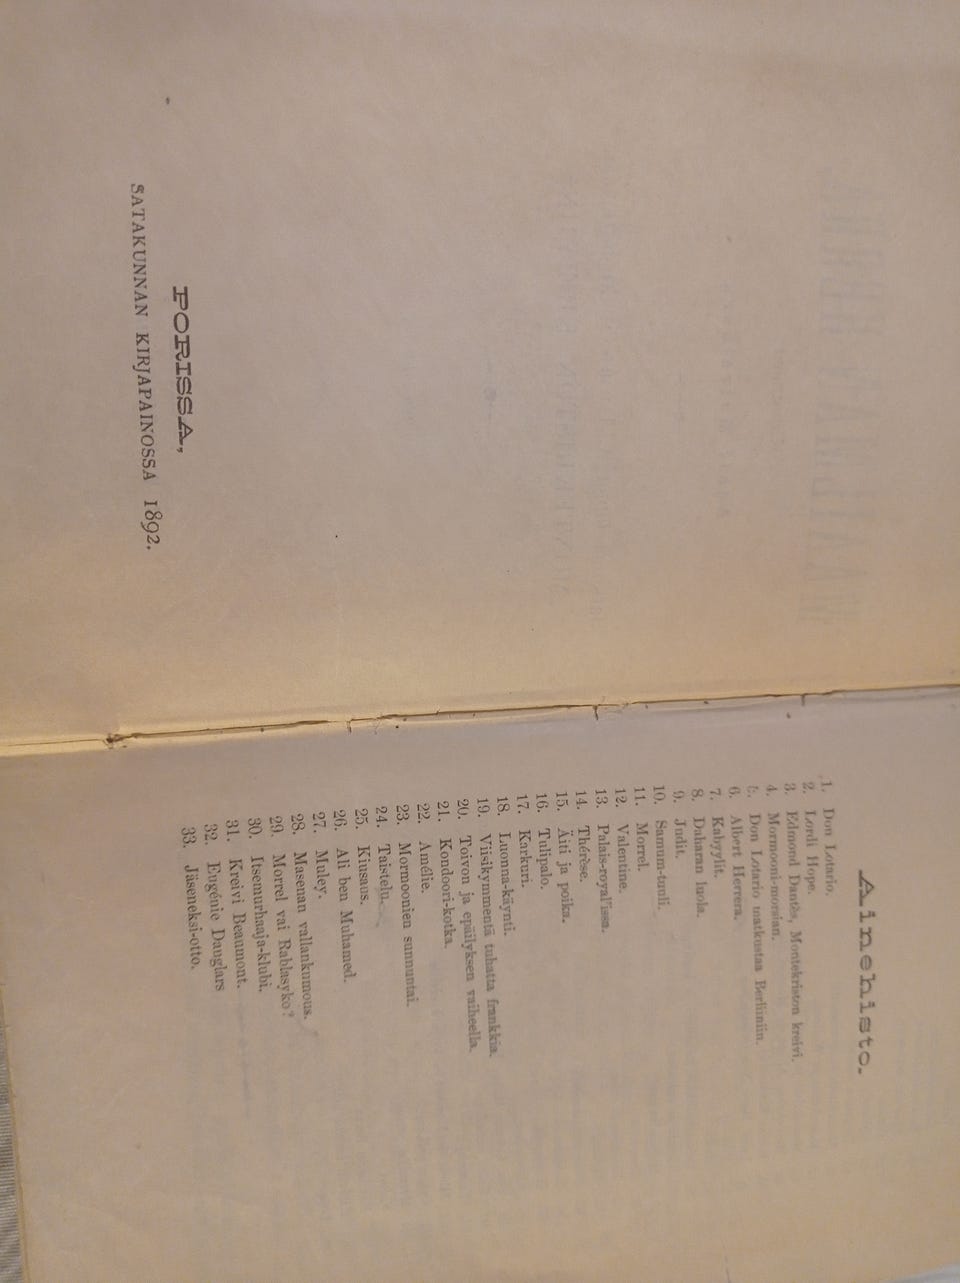 PORISSA,
SATAKUNNAN KIRJAPAINOSSA 1892.
Ainehisto.
1. Don Lotario.
2. Lordi Hope.
3. Edmond Dantès, Montekriston kreivi.
4. Mormooni-morsian.
5. Don Lotario matkustaa Berliiniin.
6. Albert Herrera.
7. Kabyylit.
8. Daharan luola.
9. Judit.
10. Samum-tuuli.
11. Morrel.
12. Valentine.
13. Palais-royal'issa.
14. Thérèse.
15. Äiti ja poika.
16. Tulipalo.
17. Karkuri.
18. Luonna-käynti.
19. Viisikymmentä tuhatta frankkia.
20. Toivon ja epäilyksen vaiheella.
21. Kondoori-kotka.
22. Amélie.
23. Mormoonien sunnuntai.
24. Taistelu.
25. Kiusaus.
26. Ali ben Muhamed.
27. Muley.
28. Masenan vallankumous.
29. Morrel vai Rablasyko?
30. Itsemurhaaja-klubi.
31. Kreivi Beaumont.
32. Eugénie Danglars
33. Jäseneksi-otto.